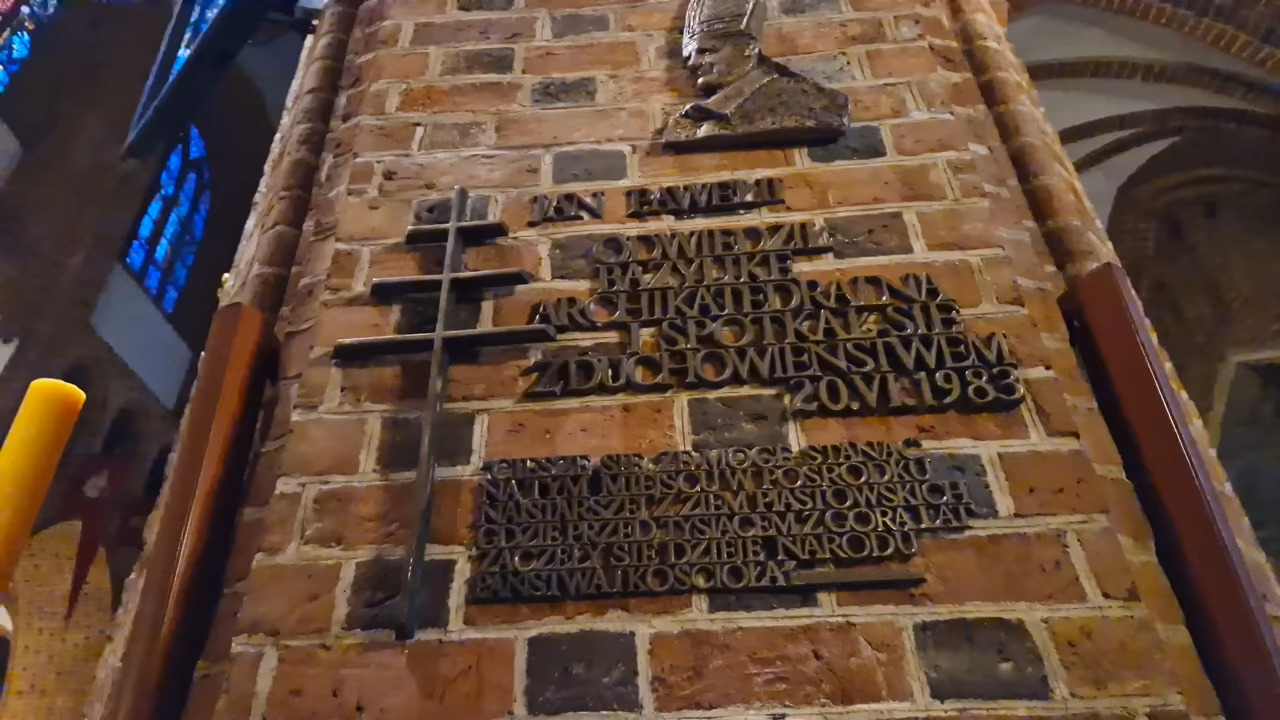 JAN PAWEŁ II
ODWIEDZIŁ
BAZYLIKĘ
ARCHIKATEDRALNĄ
I SPOTKAŁ SIĘ
Z DUCHOWIEŃSTWEM
20.VI.1983
"CIESZĘ SIĘ ŻE MOGĘ STANĄĆ
NA TYM MIEJSCU W POŚRODKU
NAJSTARSZEJ Z ZIEM PIASTOWSKICH
GDZIE PRZED TYSIĄCEM Z GÓRĄ LAT
ZACZĘŁY SIĘ DZIEJE NARODU
PAŃSTWA I KOŚCIOŁA"